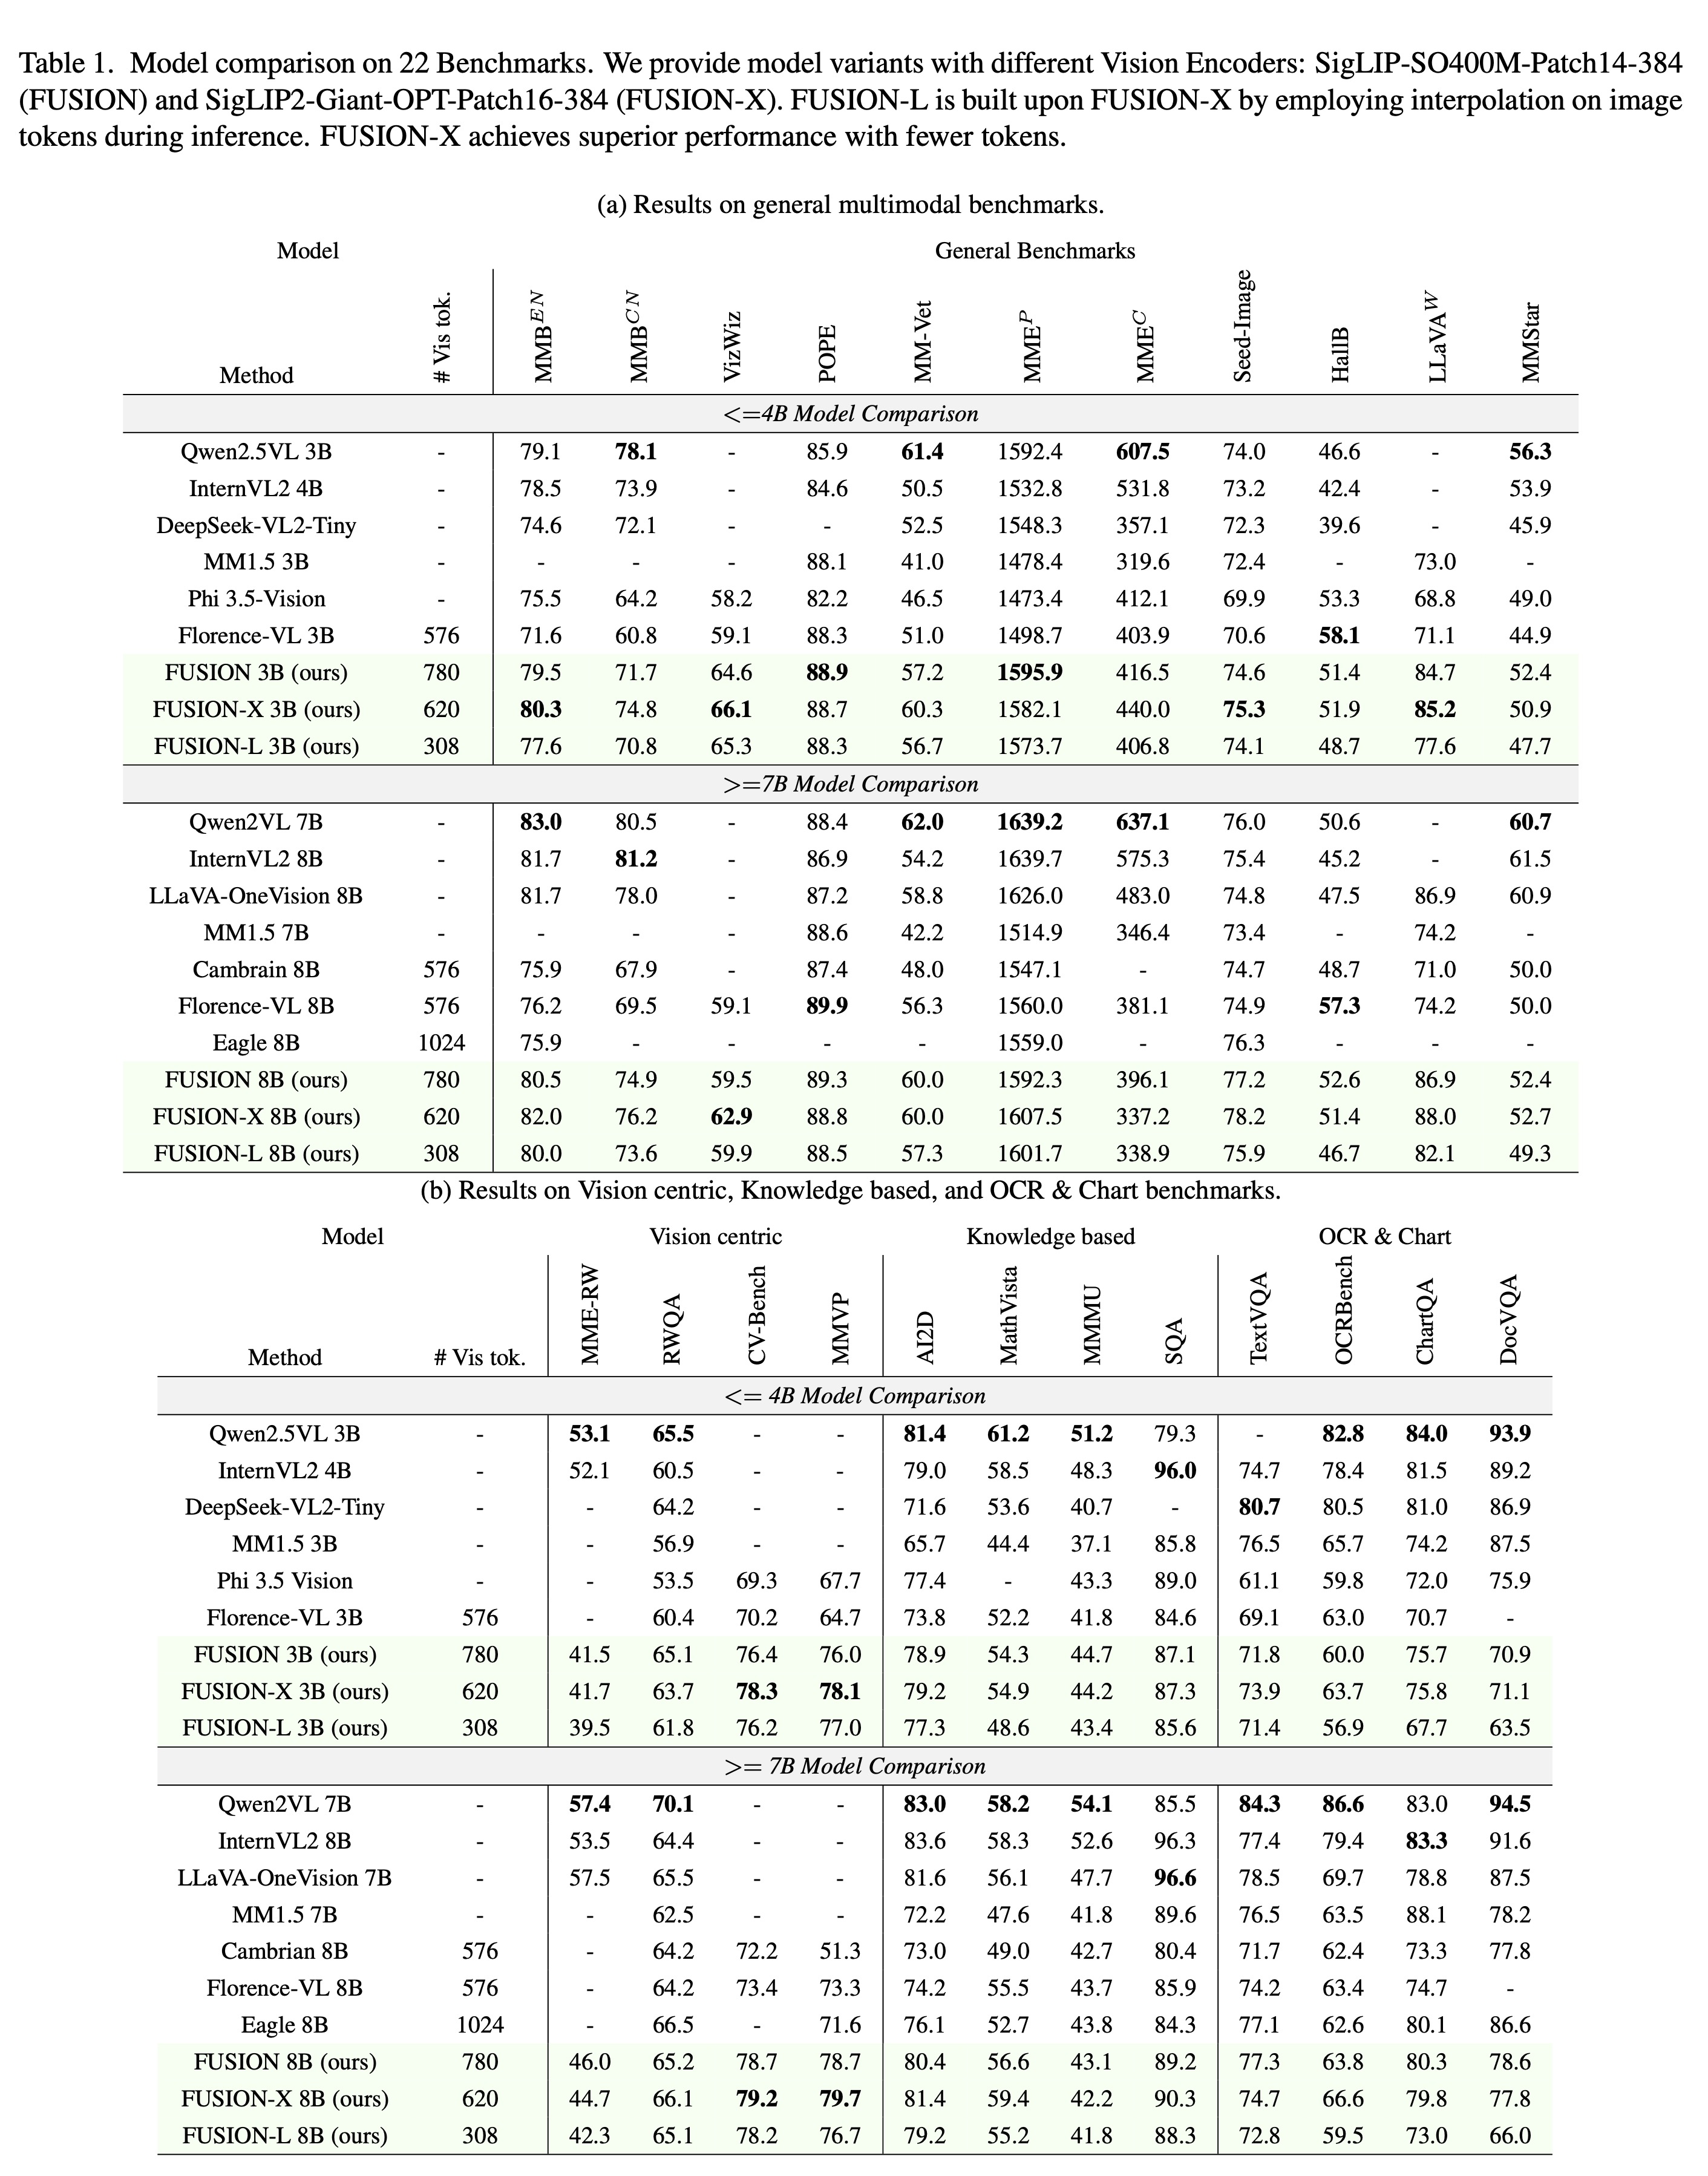 Table 1. Model comparison on 22 Benchmarks. We provide model variants with different Vision Encoders: SigLIP-SO400M-Patch14-384
(FUSION) and SigLIP2-Giant-OPT-Patch16-384 (FUSION-X). FUSION-L is built upon FUSION-X by employing interpolation on image
tokens during inference. FUSION-X achieves superior performance with fewer tokens.
(a) Results on general multimodal benchmarks.
Model General Benchmarks
Method # Vis tok. MMB^EN MMB^CN VizWiz POPE MM-Vet MME^P MME^C Seed-Image HallB LLaVA^W MMStar
<=4B Model Comparison
Qwen2.5VL 3B - 79.1 78.1 - 85.9 61.4 1592.4 607.5 74.0 46.6 - 56.3
InternVL2 4B - 78.5 73.9 - 84.6 50.5 1532.8 531.8 73.2 42.4 - 53.9
DeepSeek-VL2-Tiny - 74.6 72.1 - - 52.5 1548.3 357.1 72.3 39.6 - 45.9
MM1.5 3B - - - - 88.1 41.0 1478.4 319.6 72.4 - 73.0 -
Phi 3.5-Vision - 75.5 64.2 58.2 82.2 46.5 1473.4 412.1 69.9 53.3 68.8 49.0
Florence-VL 3B 576 71.6 60.8 59.1 88.3 51.0 1498.7 403.9 70.6 58.1 71.1 44.9
FUSION 3B (ours) 780 79.5 71.7 64.6 88.9 57.2 1595.9 416.5 74.6 51.4 84.7 52.4
FUSION-X 3B (ours) 620 80.3 74.8 66.1 88.7 60.3 1582.1 440.0 75.3 51.9 85.2 50.9
FUSION-L 3B (ours) 308 77.6 70.8 65.3 88.3 56.7 1573.7 406.8 74.1 48.7 77.6 47.7
>=7B Model Comparison
Qwen2VL 7B - 83.0 80.5 - 88.4 62.0 1639.2 637.1 76.0 50.6 - 60.7
InternVL2 8B - 81.7 81.2 - 86.9 54.2 1639.7 575.3 75.4 45.2 - 61.5
LLaVA-OneVision 8B - 81.7 78.0 - 87.2 58.8 1626.0 483.0 74.8 47.5 86.9 60.9
MM1.5 7B - - - - 88.6 42.2 1514.9 346.4 73.4 - 74.2 -
Cambrain 8B 576 75.9 67.9 - 87.4 48.0 1547.1 - 74.7 48.7 71.0 50.0
Florence-VL 8B 576 76.2 69.5 59.1 89.9 56.3 1560.0 381.1 74.9 57.3 74.2 50.0
Eagle 8B 1024 75.9 - - - - 1559.0 - 76.3 - - -
FUSION 8B (ours) 780 80.5 74.9 59.5 89.3 60.0 1592.3 396.1 77.2 52.6 86.9 52.4
FUSION-X 8B (ours) 620 82.0 76.2 62.9 88.8 60.0 1607.5 337.2 78.2 51.4 88.0 52.7
FUSION-L 8B (ours) 308 80.0 73.6 59.9 88.5 57.3 1601.7 338.9 75.9 46.7 82.1 49.3
(b) Results on Vision centric, Knowledge based, and OCR & Chart benchmarks.
Model Vision centric Knowledge based OCR & Chart
Method # Vis tok. MME-RW RWQA CV-Bench MMVP AI2D MathVista MMMU SQA TextVQA OCRBench ChartQA DocVQA
<= 4B Model Comparison
Qwen2.5VL 3B - 53.1 65.5 - - 81.4 61.2 51.2 79.3 - 82.8 84.0 93.9
InternVL2 4B - 52.1 60.5 - - 79.0 58.5 48.3 96.0 74.7 78.4 81.5 89.2
DeepSeek-VL2-Tiny - - 64.2 - - 71.6 53.6 40.7 - 80.7 80.5 81.0 86.9
MM1.5 3B - - 56.9 - - 65.7 44.4 37.1 85.8 76.5 65.7 74.2 87.5
Phi 3.5 Vision - - 53.5 69.3 67.7 77.4 - 43.3 89.0 61.1 59.8 72.0 75.9
Florence-VL 3B 576 - 60.4 70.2 64.7 73.8 52.2 41.8 84.6 69.1 63.0 70.7 -
FUSION 3B (ours) 780 41.5 65.1 76.4 76.0 78.9 54.3 44.7 87.1 71.8 60.0 75.7 70.9
FUSION-X 3B (ours) 620 41.7 63.7 78.3 78.1 79.2 54.9 44.2 87.3 73.9 63.7 75.8 71.1
FUSION-L 3B (ours) 308 39.5 61.8 76.2 77.0 77.3 48.6 43.4 85.6 71.4 56.9 67.7 63.5
>= 7B Model Comparison
Qwen2VL 7B - 57.4 70.1 - - 83.0 58.2 54.1 85.5 84.3 86.6 83.0 94.5
InternVL2 8B - 53.5 64.4 - - 83.6 58.3 52.6 96.3 77.4 79.4 83.3 91.6
LLaVA-OneVision 7B - 57.5 65.5 - - 81.6 56.1 47.7 96.6 78.5 69.7 78.8 87.5
MM1.5 7B - - 62.5 - - 72.2 47.6 41.8 89.6 76.5 63.5 88.1 78.2
Cambrian 8B 576 - 64.2 72.2 51.3 73.0 49.0 42.7 80.4 71.7 62.4 73.3 77.8
Florence-VL 8B 576 - 64.2 73.4 73.3 74.2 55.5 43.7 85.9 74.2 63.4 74.7 -
Eagle 8B 1024 - 66.5 - 71.6 76.1 52.7 43.8 84.3 77.1 62.6 80.1 86.6
FUSION 8B (ours) 780 46.0 65.2 78.7 78.7 80.4 56.6 43.1 89.2 77.3 63.8 80.3 78.6
FUSION-X 8B (ours) 620 44.7 66.1 79.2 79.7 81.4 59.4 42.2 90.3 74.7 66.6 79.8 77.8
FUSION-L 8B (ours) 308 42.3 65.1 78.2 76.7 79.2 55.2 41.8 88.3 72.8 59.5 73.0 66.0